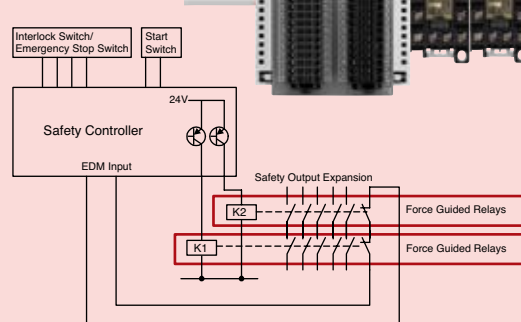 Interlock Switch/
Emergency Stop Switch
Start
Switch
24V
Safety Controller
EDM Input
Safety Output Expansion
K2
Force Guided Relays
K1
Force Guided Relays